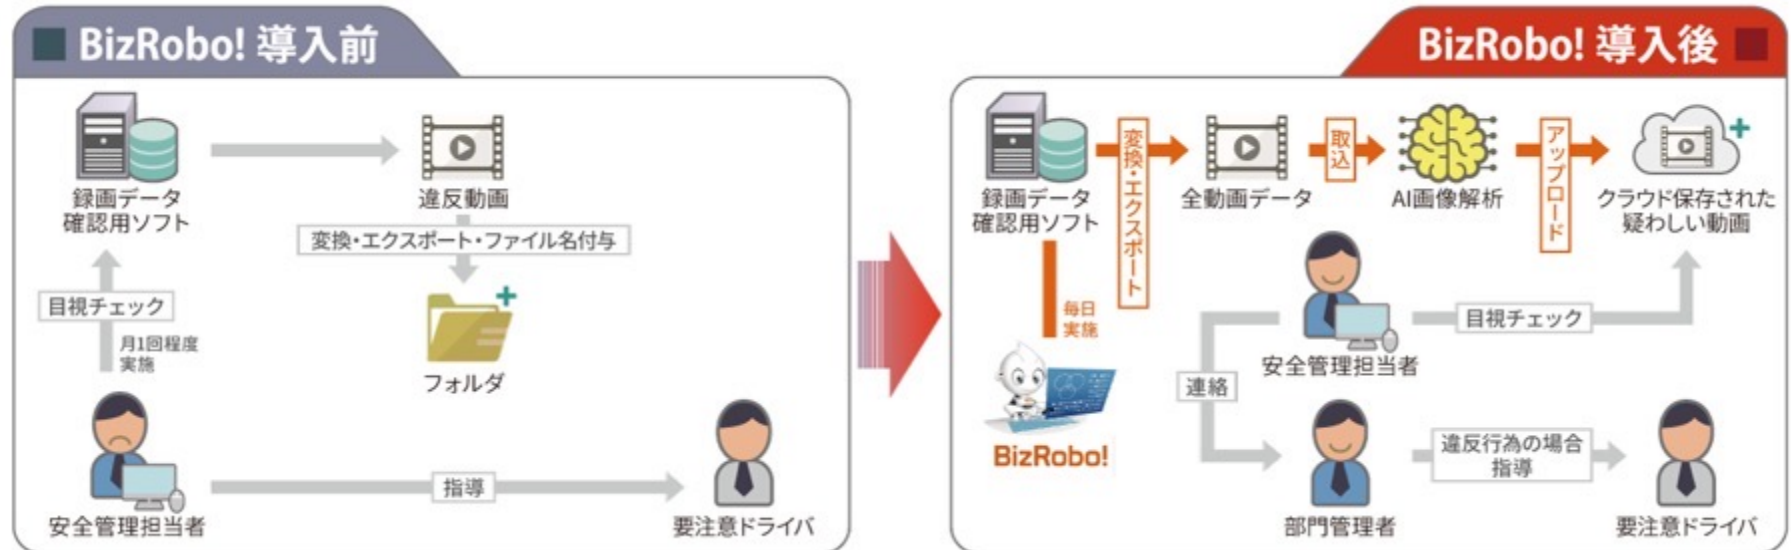 BizRobo! 導入前
録画データ
確認用ソフト
違反動画
変換・エクスポート・ファイル名付与
目視チェック
月1回程度
実施
フォルダ
安全管理担当者
指導
要注意ドライバ
BizRobo! 導入後
録画データ
確認用ソフト
変換・エクスポート
全動画データ
取込
AI画像解析
アップロード
クラウド保存された
疑わしい動画
毎日
実施
BizRobo!
安全管理担当者
目視チェック
連絡
部門管理者
違反行為の場合
指導
要注意ドライバ